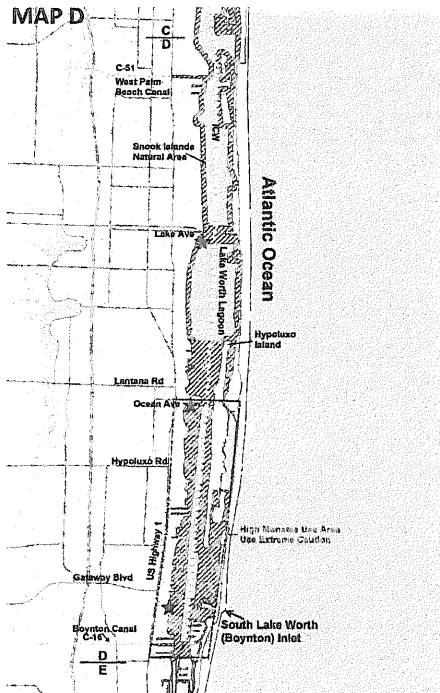 MAP D
C
D
C-51
West Palm
Beach Canal
ICW
Snook Islands
Natural Area
Atlantic Ocean
Lake Ave
Lake Worth Lagoon
Hypoluxo
Island
Lantana Rd
Ocean Ave
Hypoluxo Rd
High Manatee Use Area
Use Extreme Caution
US Highway 1
Gateway Blvd
South Lake Worth
(Boynton) Inlet
Boynton Canal
C-16
D
E